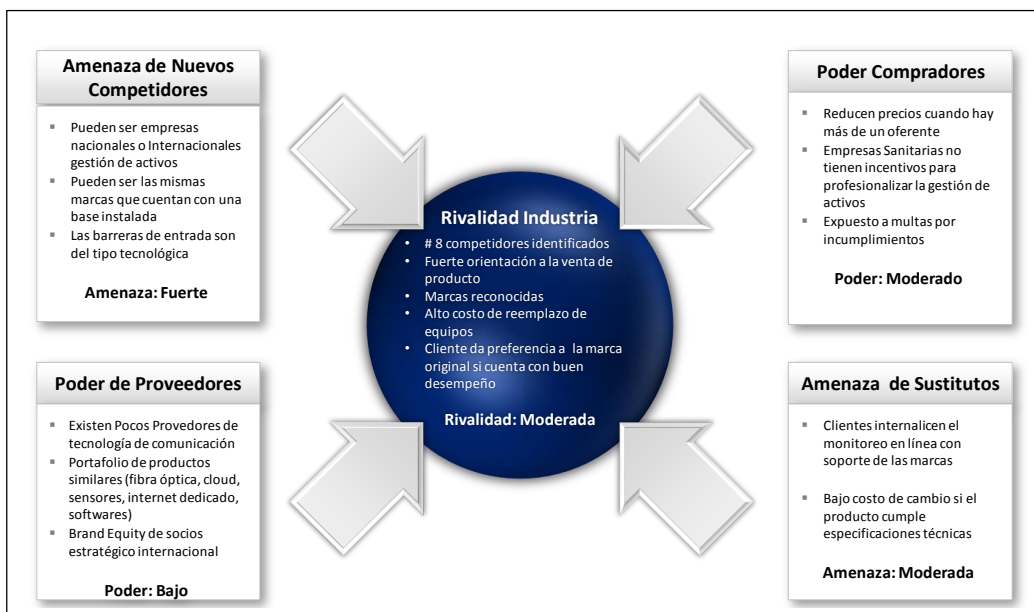 Amenaza de Nuevos
Competidores
▪ Pueden ser empresas
nacionales o Internacionales
gestión de activos
▪ Pueden ser las mismas
marcas que cuentan con una
base instalada
▪ Las barreras de entrada son
del tipo tecnológica
Amenaza: Fuerte
Poder Compradores
▪ Reducen precios cuando hay
más de un oferente
▪ Empresas Sanitarias no
tienen incentivos para
profesionalizar la gestión de
activos
▪ Expuesto a multas por
incumplimientos
Poder: Moderado
Rivalidad Industria
• # 8 competidores identificados
• Fuerte orientación a la venta de
producto
• Marcas reconocidas
• Alto costo de reemplazo de
equipos
• Cliente da preferencia a la marca
original si cuenta con buen
desempeño
Rivalidad: Moderada
Poder de Proveedores
▪ Existen Pocos Provedores de
tecnología de comunicación
▪ Portafolio de productos
similares (fibra óptica, cloud,
sensores, internet dedicado,
softwares)
▪ Brand Equity de socios
estratégico internacional
Poder: Bajo
Amenaza de Sustitutos
▪ Clientes internalicen el
monitoreo en línea con
soporte de las marcas
▪ Bajo costo de cambio si el
producto cumple
especificaciones técnicas
Amenaza: Moderada